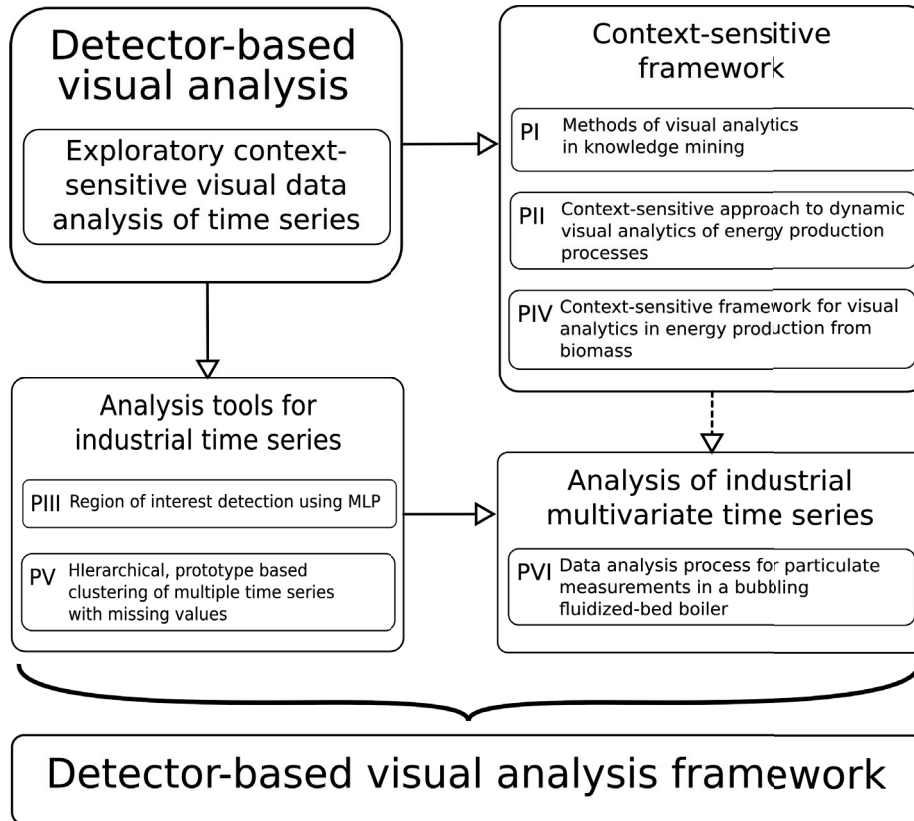 Detector-based
visual analysis
Exploratory context-
sensitive visual data
analysis of time series
Context-sensitive
framework
PI Methods of visual analytics
in knowledge mining
PII Context-sensitive approach to dynamic
visual analytics of energy production
processes
PIV Context-sensitive framework for visual
analytics in energy production from
biomass
Analysis tools for
industrial time series
PIII Region of interest detection using MLP
PV HIerarchical, prototype based
clustering of multiple time series
with missing values
Analysis of industrial
multivariate time series
PVI Data analysis process for particulate
measurements in a bubbling
fluidized-bed boiler
Detector-based visual analysis framework